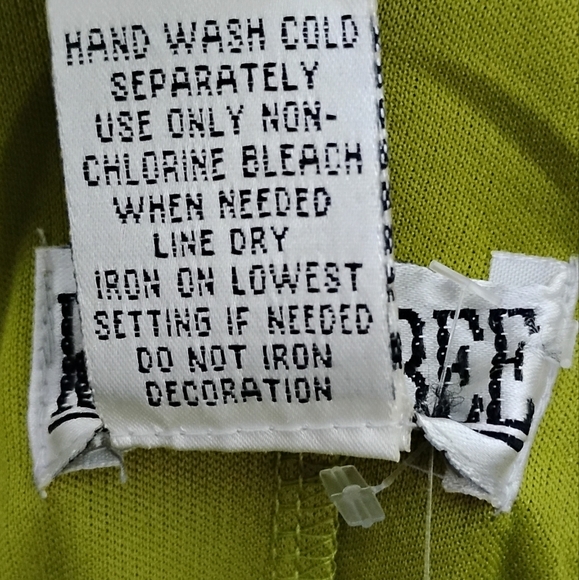 HAND WASH COLD
SEPARATELY
USE ONLY NON-
CHLORINE BLEACH
WHEN NEEDED
LINE DRY
IRON ON LOWEST
SETTING IF NEEDED
DO NOT IRON
DECORATION